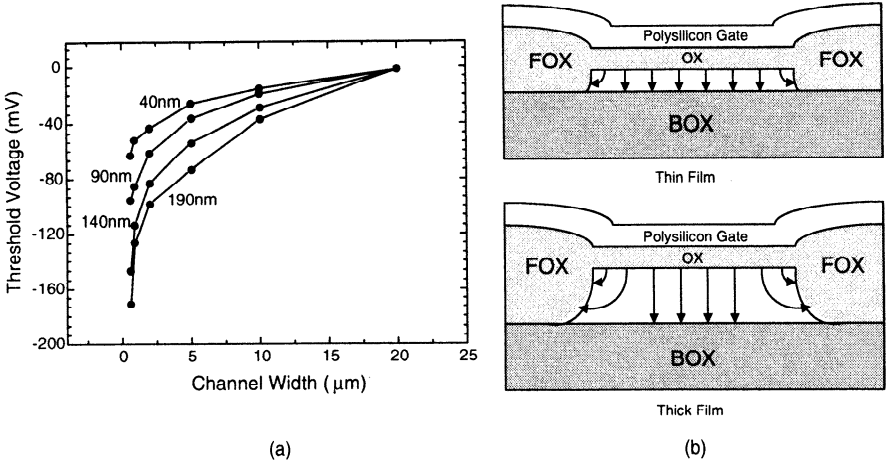 0
-40
-80
-120
-160
-200
Threshold Voltage (mV)
40nm
90nm
140nm
190nm
0 5 10 15 20 25
Channel Width ( μm)
(a)
Polysilicon Gate
FOX OX FOX
BOX
Thin Film
Polysilicon Gate
FOX OX FOX
BOX
Thick Film
(b)